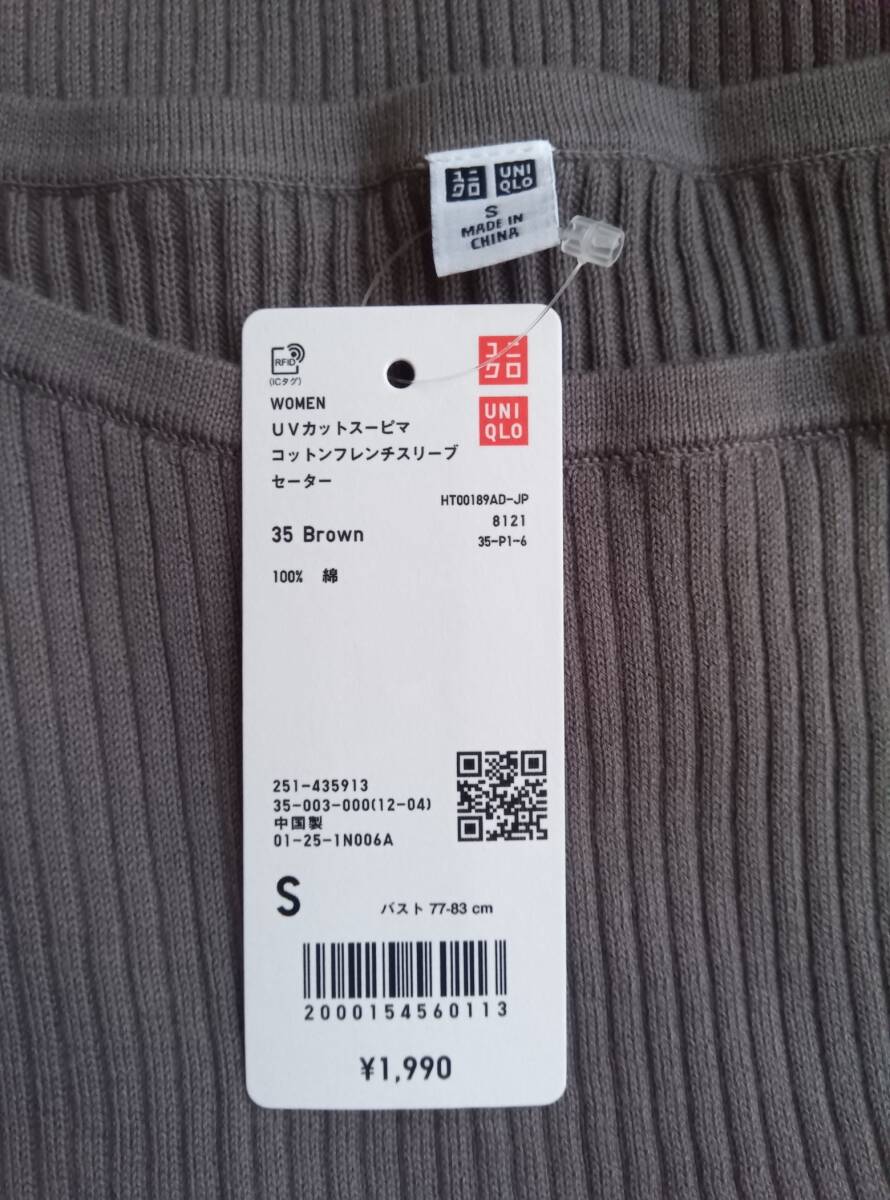 ユニ UNI
クロ QLO
S
MADE IN
CHINA
RFID
(ICタグ)
ユニ
クロ
UNI
QLO
WOMEN
UVカットスーピマ
コットンフレンチスリーブ
セーター
HT00189AD-JP
8121
35-P1-6
35 Brown
100% 綿
251-435913
35-003-000(12-04)
中国製
01-25-1N006A
S
バスト 77-83 cm
2000154560113
¥1,990